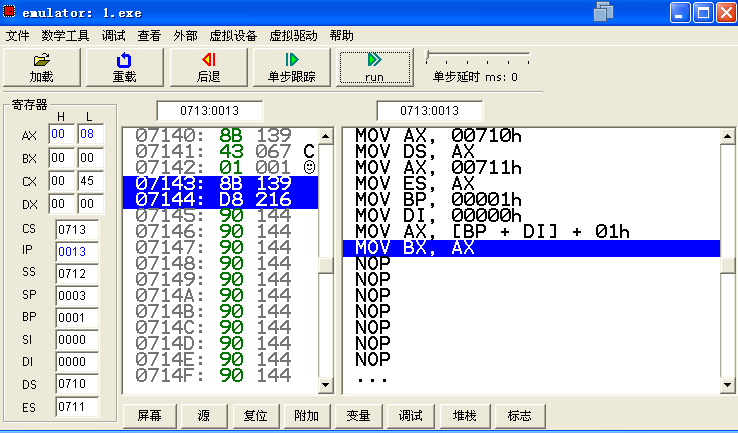 emulator: 1.exe
文件 数学工具 调试 查看 外部 虚拟设备 虚拟驱动 帮助
加载 重载 后退 单步跟踪 run 单步延时 ms: 0
寄存器
H L
AX 00 08
BX 00 00
CX 00 45
DX 00 00
CS 0713
IP 0013
SS 0712
SP 0003
BP 0001
SI 0000
DI 0000
DS 0710
ES 0711
0713:0013
07140: 8B 139
07141: 43 067 C
07142: 01 001 ☺
07143: 8B 139
07144: D8 216
07145: 90 144
07146: 90 144
07147: 90 144
07148: 90 144
07149: 90 144
0714A: 90 144
0714B: 90 144
0714C: 90 144
0714D: 90 144
0714E: 90 144
0714F: 90 144
0713:0013
MOV AX, 00710h
MOV DS, AX
MOV AX, 00711h
MOV ES, AX
MOV BP, 00001h
MOV DI, 00000h
MOV AX, [BP + DI] + 01h
MOV BX, AX
NOP
NOP
NOP
NOP
NOP
NOP
NOP
...
屏幕 源 复位 附加 变量 调试 堆栈 标志